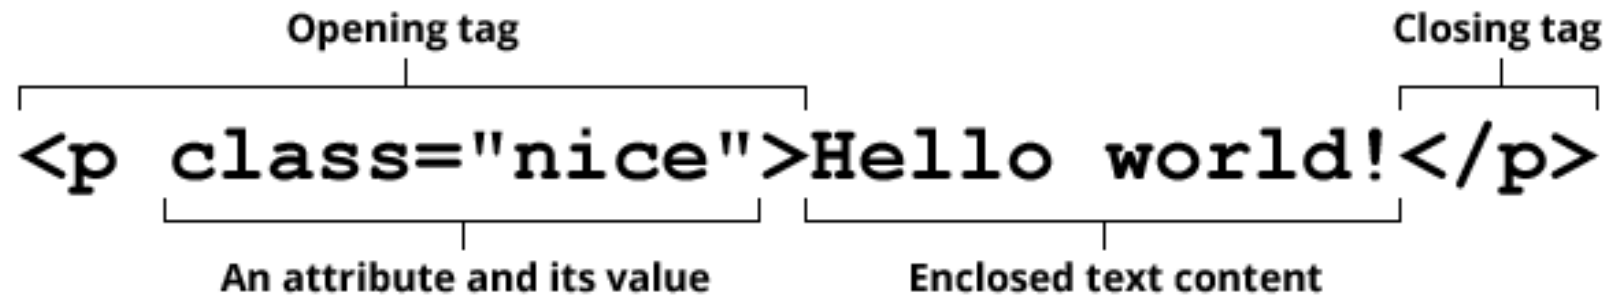 Opening tag
Closing tag
<p class="nice">Hello world!</p>
An attribute and its value
Enclosed text content